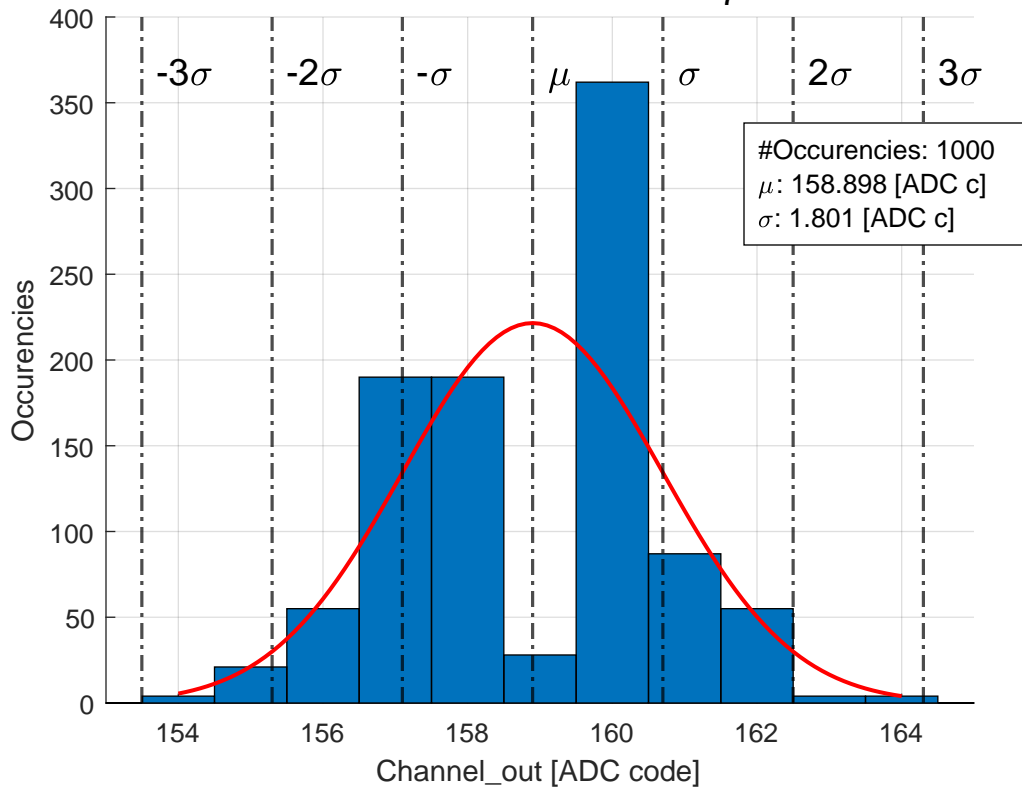 400
350
300
250
200
150
100
50
0
Occurencies
-3σ
-2σ
-σ
μ
σ
2σ
3σ
#Occurencies: 1000
μ: 158.898 [ADC c]
σ: 1.801 [ADC c]
154
156
158
160
162
164
Channel_out [ADC code]